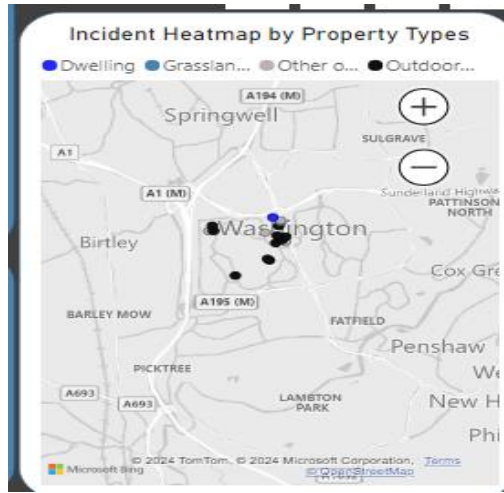 Incident Heatmap by Property Types
Dwelling Grasslan... Other o... Outdoor...
A194 (M)
Springwell
SULGRAVE
A1
A1 (M)
Sunderland Highway
PATTINSON
NORTH
Washington
Birtley
Cox Gre
A195 (M)
BARLEY MOW
FATFIELD
Penshaw
PICKTREE
We
A693
A693
LAMBTON
PARK
New H
Phi
© 2024 TomTom, © 2024 Microsoft Corporation, Terms
Microsoft Bing
© OpenStreetMap